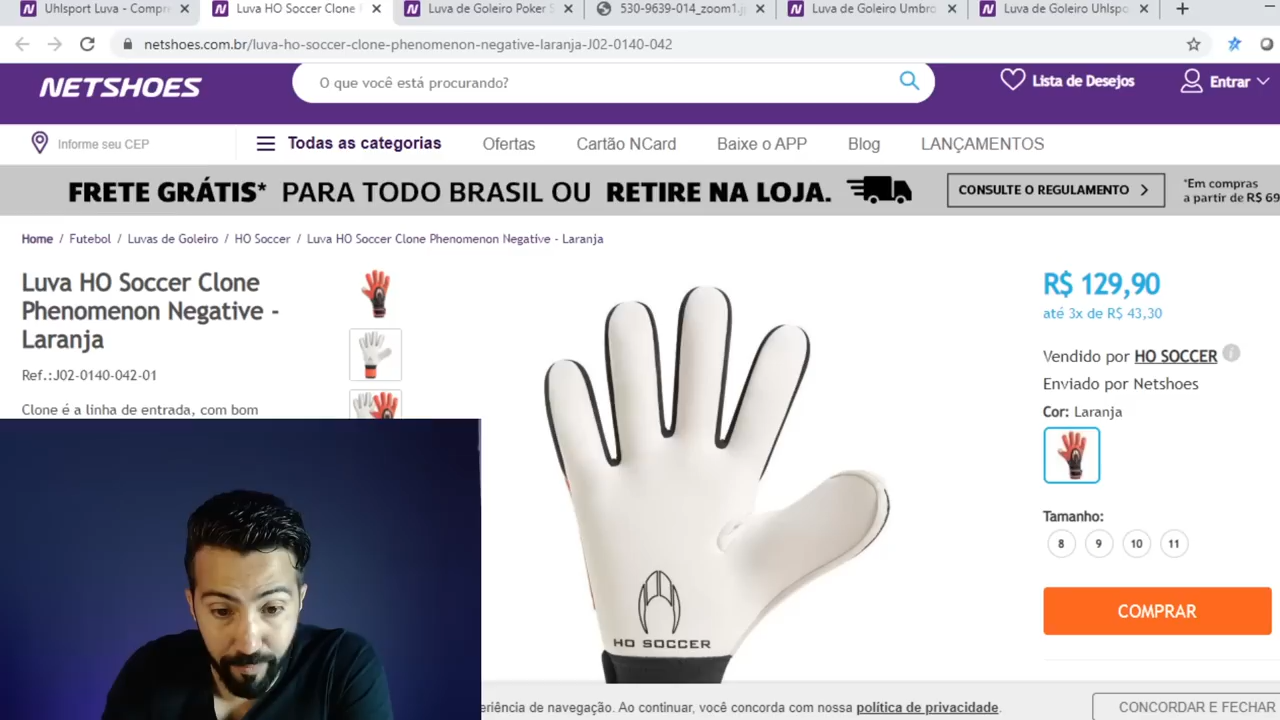 Uhlsport Luva - Compr
Luva HO Soccer Clone
Luva de Goleiro Poker S
530-9639-014_zoom1.j
Luva de Goleiro Umbro
Luva de Goleiro Uhlspo
netshoes.com.br/luva-ho-soccer-clone-phenomenon-negative-laranja-J02-0140-042
NETSHOES
O que você está procurando?
Lista de Desejos
Entrar
Informe seu CEP
Todas as categorias
Ofertas
Cartão NCard
Baixe o APP
Blog
LANÇAMENTOS
FRETE GRÁTIS* PARA TODO BRASIL OU RETIRE NA LOJA.
CONSULTE O REGULAMENTO
*Em compras
a partir de R$ 69
Home / Futebol / Luvas de Goleiro / HO Soccer / Luva HO Soccer Clone Phenomenon Negative - Laranja
Luva HO Soccer Clone
Phenomenon Negative -
Laranja
Ref.:J02-0140-042-01
Clone é a linha de entrada, com bom
HO SOCCER
R$ 129,90
até 3x de R$ 43,30
Vendido por HO SOCCER
Enviado por Netshoes
Cor: Laranja
Tamanho:
8 9 10 11
COMPRAR
eriência de navegação. Ao continuar, você concorda com nossa política de privacidade.
CONCORDAR E FECHAR